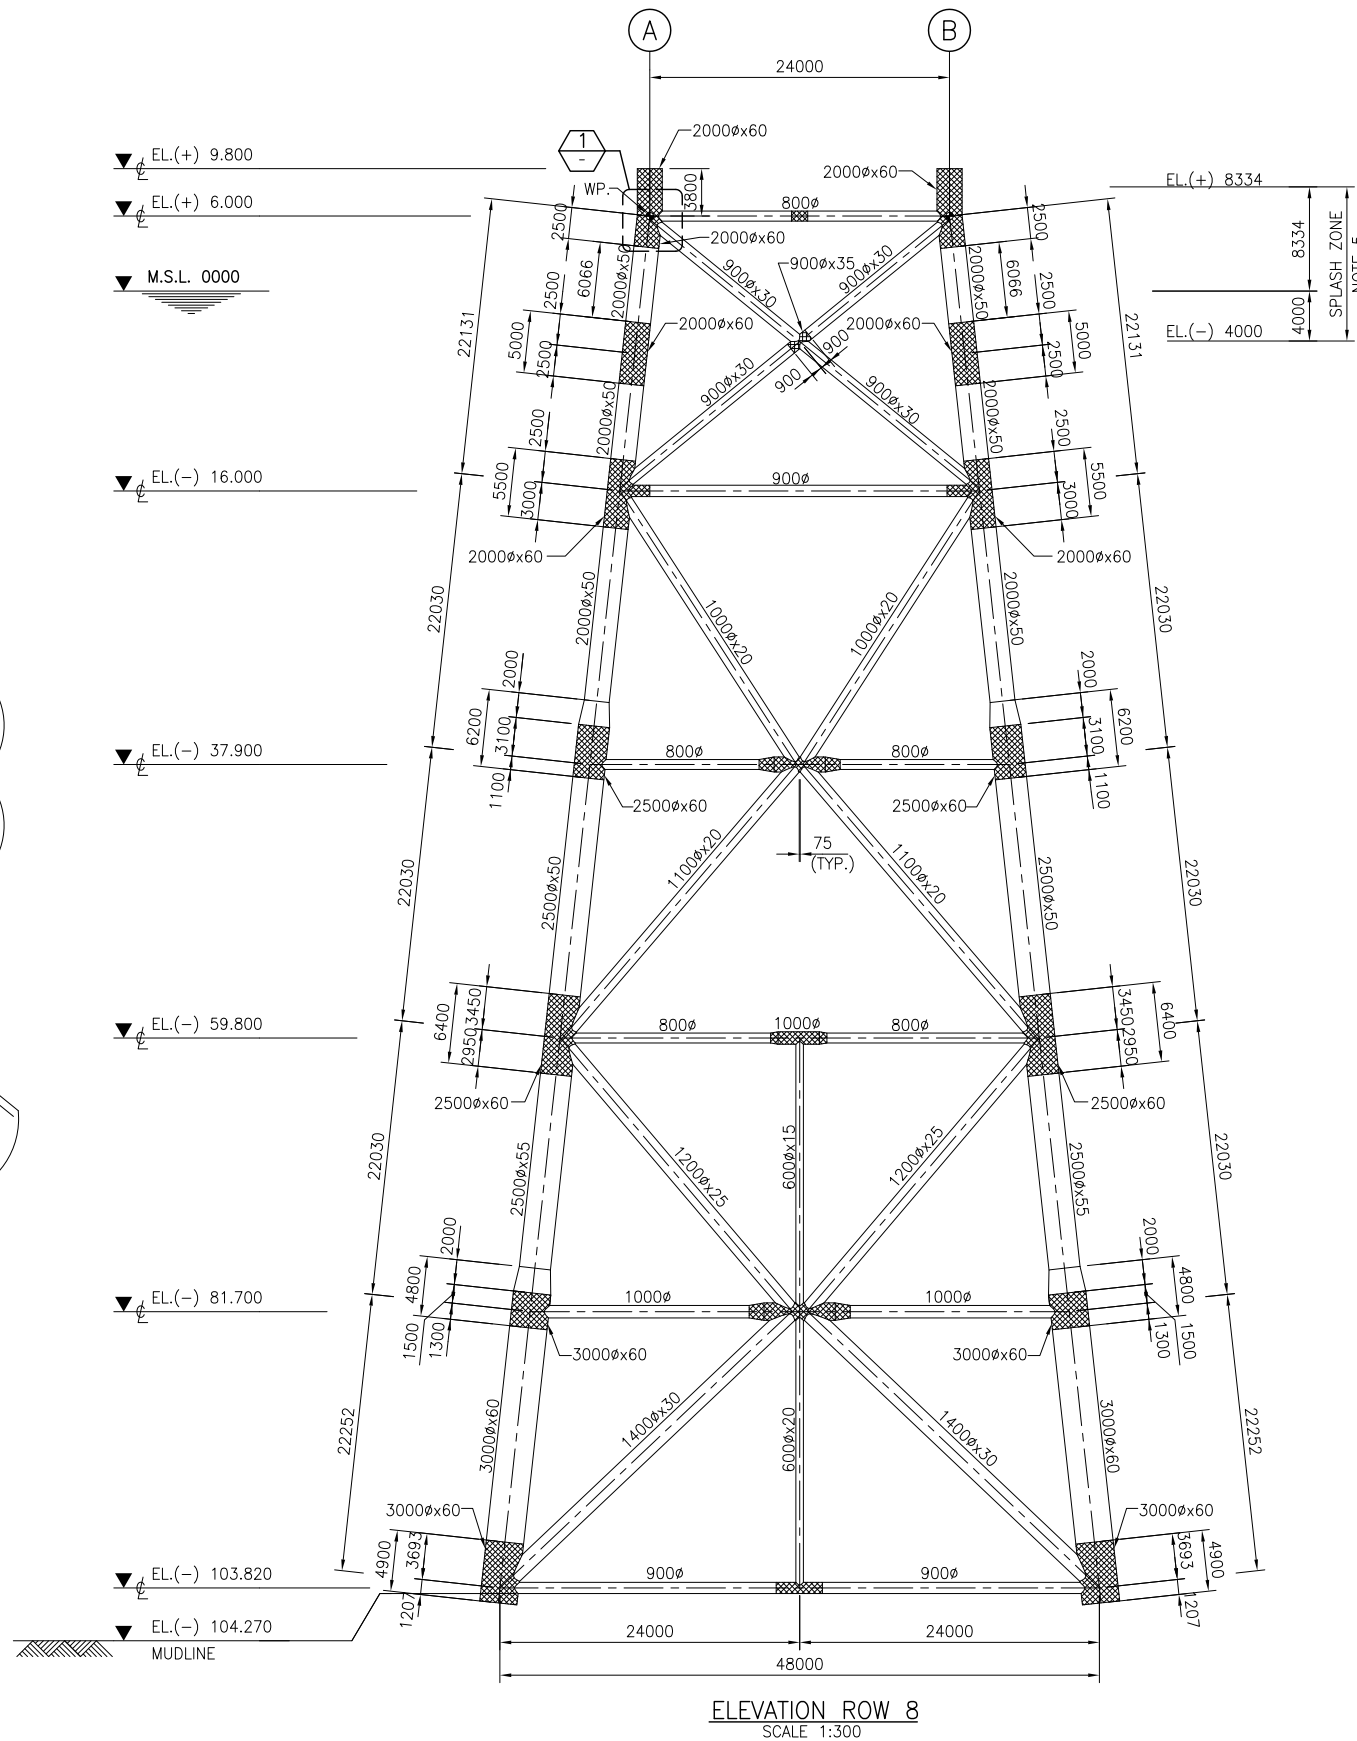 A
B
24000
1
-
2000øx60
EL.(+) 9.800
WP.
3800
2000øx60
EL.(+) 8334
EL.(+) 6.000
800ø
2500
2000øx60
2500
8334
SPLASH ZONE
6066
2000øx50
900øx30
900øx35
900øx30
2000øx50
6066
M.S.L. 0000
2500
2500
4000
22131
5000
2000øx60
2000øx60
5000
22131
EL.(-) 4000
2500
900
900
2500
2000øx50
900øx30
900øx30
2000øx50
2500
2500
EL.(-) 16.000
5500
900ø
5500
3000
3000
2000øx60
2000øx60
22030
2000øx50
1000øx20
1000øx20
2000øx50
22030
2000
2000
6200
6200
3100
3100
EL.(-) 37.900
800ø
800ø
1100
1100
2500øx60
2500øx60
75
(TYP.)
22030
2500øx50
1100øx20
1100øx20
2500øx50
22030
6400
3450
3450
6400
EL.(-) 59.800
800ø
1000ø
800ø
2950
2950
2500øx60
2500øx60
22030
2500øx55
1200øx25
600øx15
1200øx25
2500øx55
22030
2000
2000
4800
4800
EL.(-) 81.700
1000ø
1000ø
1500
1300
1300
1500
3000øx60
3000øx60
22252
3000øx60
1400øx30
600øx20
1400øx30
3000øx60
22252
3000øx60
3000øx60
4900
3693
3693
4900
EL.(-) 103.820
900ø
900ø
1207
1207
EL.(-) 104.270
MUDLINE
24000
24000
48000
ELEVATION ROW 8
SCALE 1:300